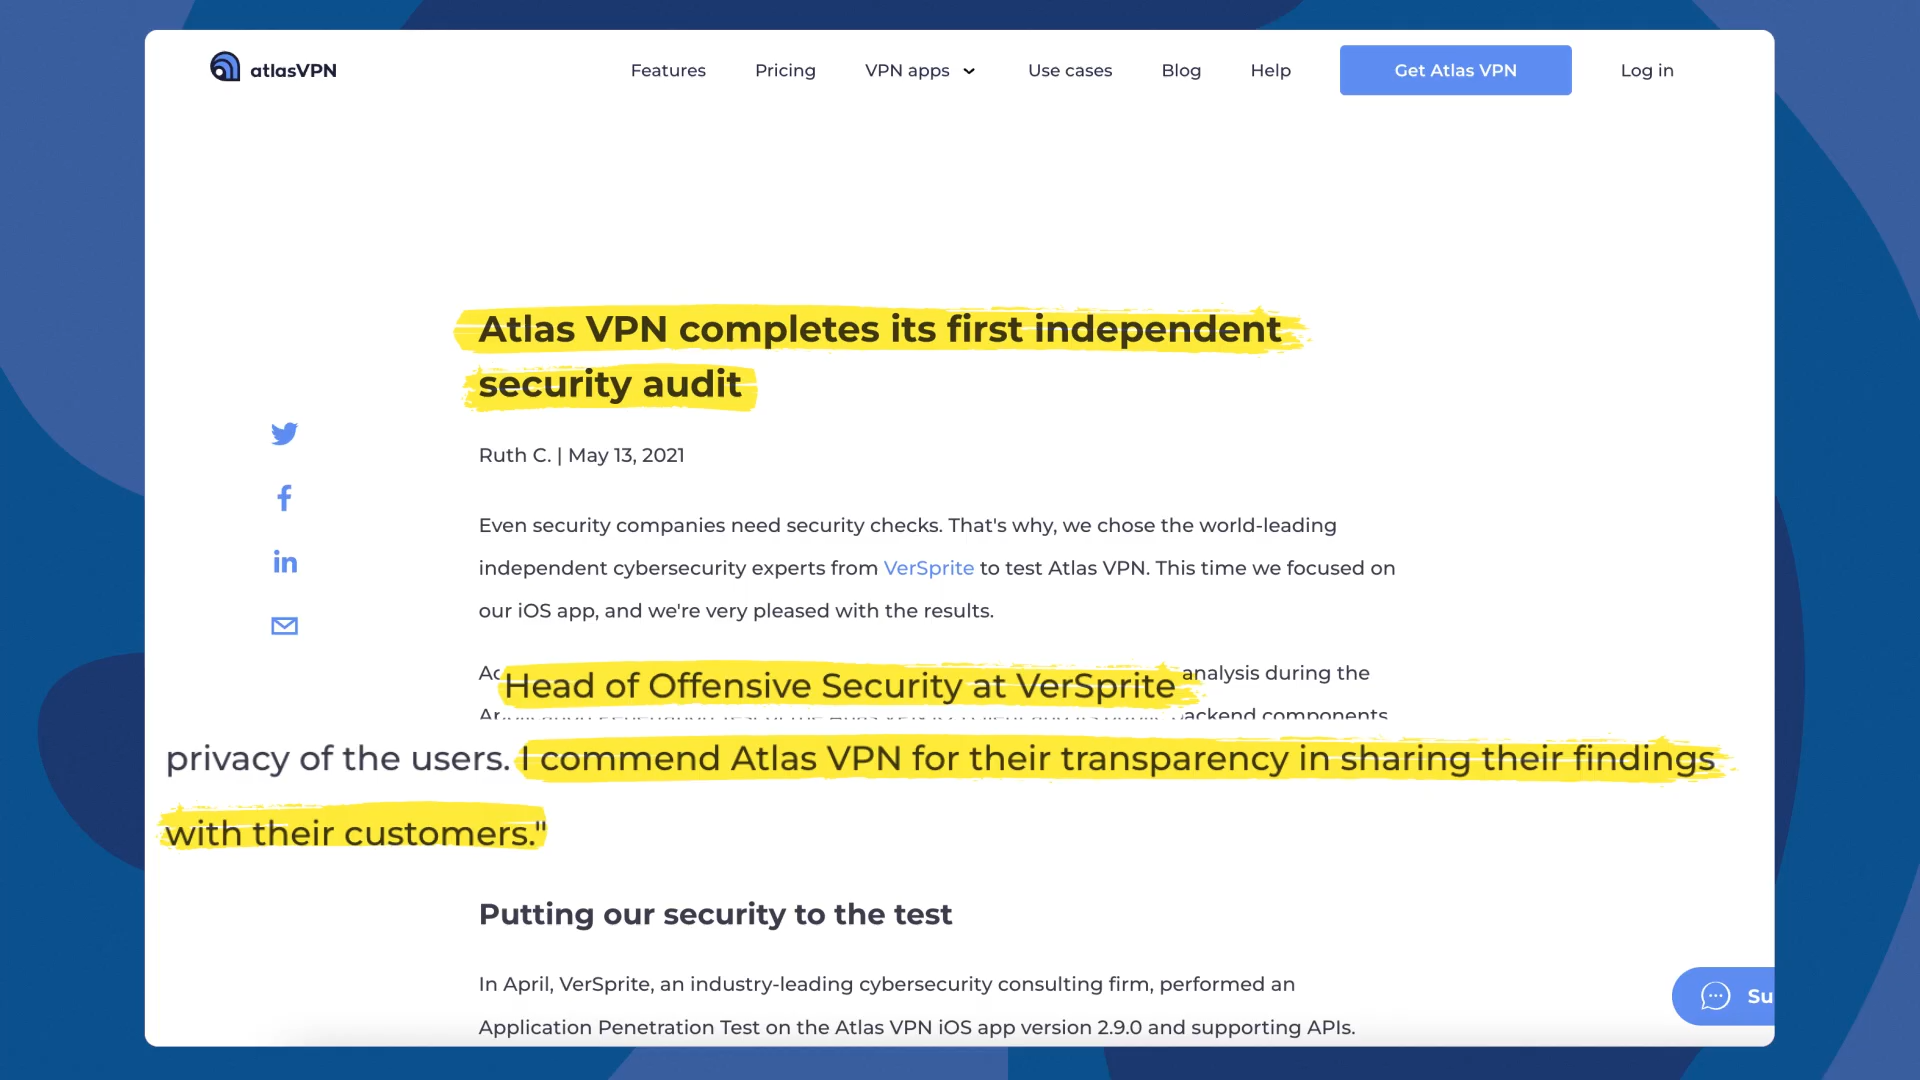 atlasVPN
Features
Pricing
VPN apps
Use cases
Blog
Help
Get Atlas VPN
Log in
Atlas VPN completes its first independent
security audit
Ruth C. | May 13, 2021
Even security companies need security checks. That's why, we chose the world-leading
independent cybersecurity experts from VerSprite to test Atlas VPN. This time we focused on
our iOS app, and we're very pleased with the results.
Head of Offensive Security at VerSprite
analysis during the
backend components
privacy of the users. I commend Atlas VPN for their transparency in sharing their findings
with their customers."
Putting our security to the test
In April, VerSprite, an industry-leading cybersecurity consulting firm, performed an
Application Penetration Test on the Atlas VPN iOS app version 2.9.0 and supporting APIs.
Su